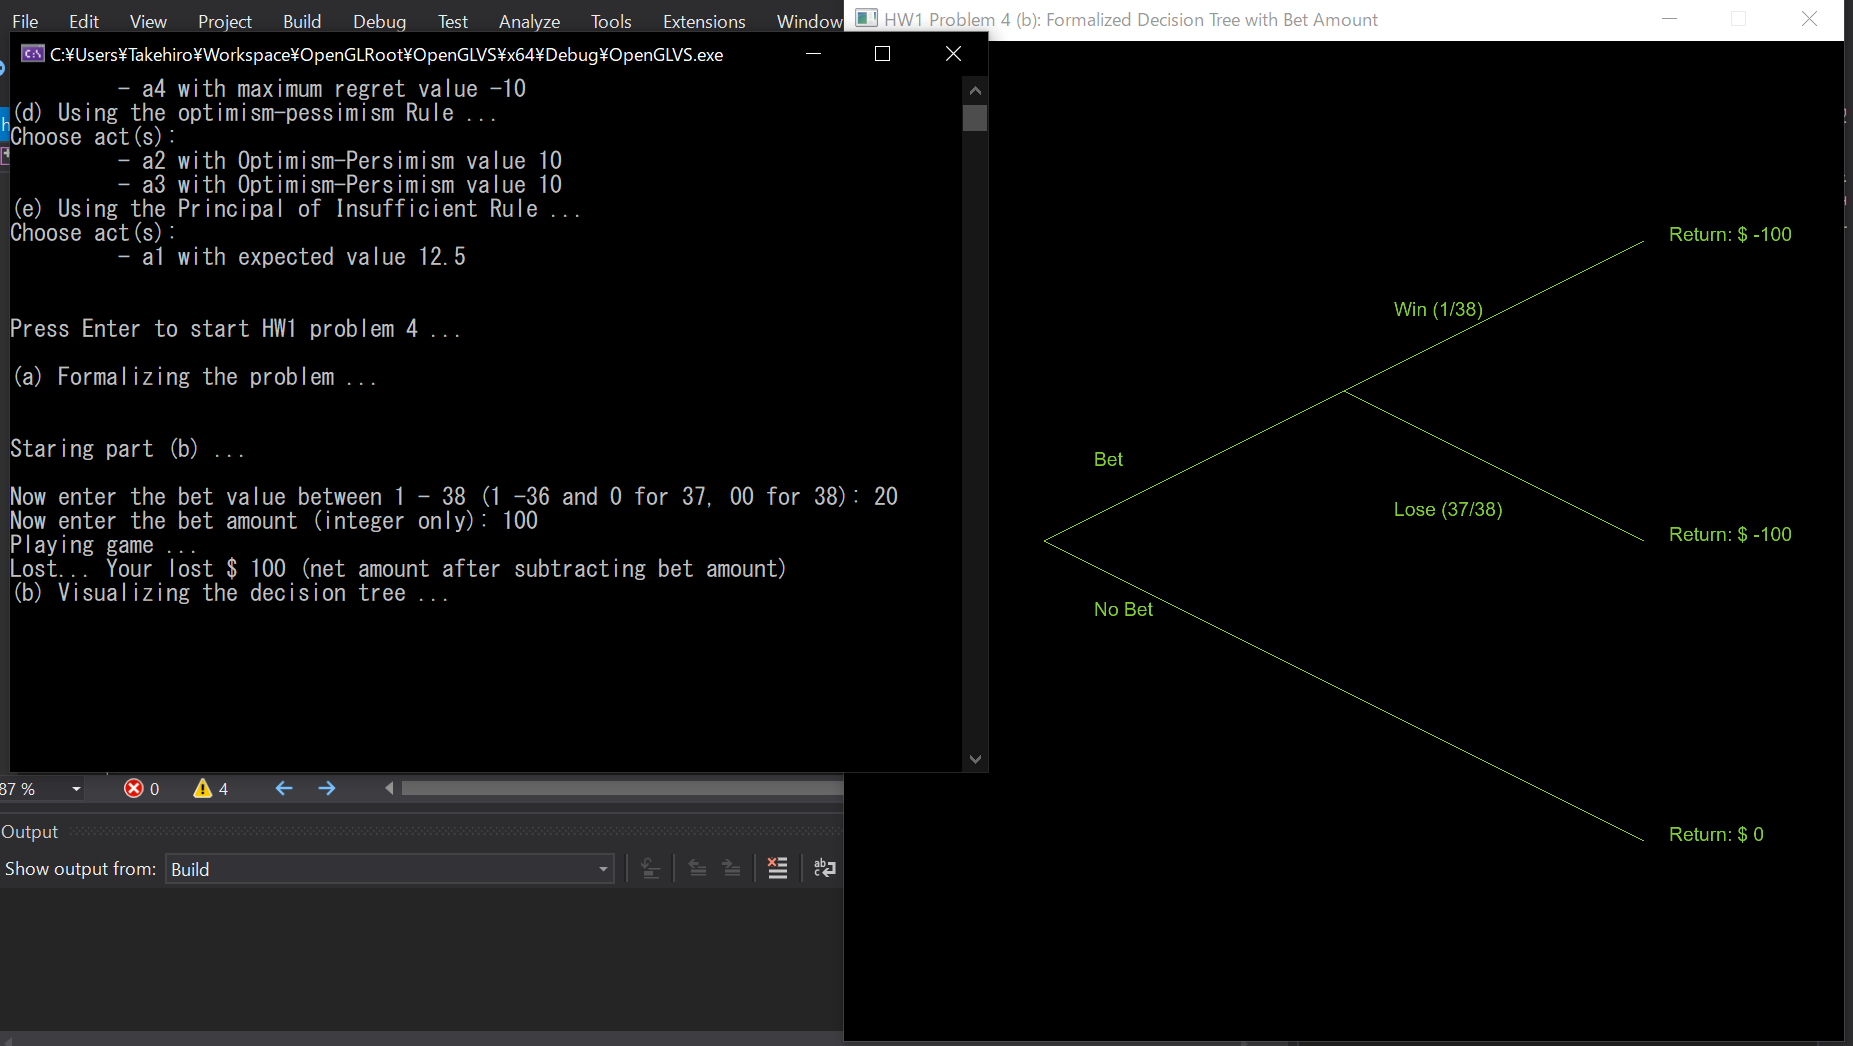 File Edit View Project Build Debug Test Analyze Tools Extensions Window
HW1 Problem 4 (b): Formalized Decision Tree with Bet Amount
C:¥Users¥Takehiro¥Workspace¥OpenGLRoot¥OpenGLVS¥x64¥Debug¥OpenGLVS.exe
- a4 with maximum regret value -10
(d) Using the optimism-pessimism Rule ...
Choose act(s):
- a2 with Optimism-Persimism value 10
- a3 with Optimism-Persimism value 10
(e) Using the Principal of Insufficient Rule ...
Choose act(s):
- a1 with expected value 12.5
Press Enter to start HW1 problem 4 ...
(a) Formalizing the problem ...
Staring part (b) ...
Now enter the bet value between 1 - 38 (1 -36 and 0 for 37, 00 for 38): 20
Now enter the bet amount (integer only): 100
Playing game ...
Lost... Your lost $ 100 (net amount after subtracting bet amount)
(b) Visualizing the decision tree ...
Return: $ -100
Win (1/38)
Bet
Lose (37/38)
Return: $ -100
No Bet
Return: $ 0
87 % 0 4
Output
Show output from: Build